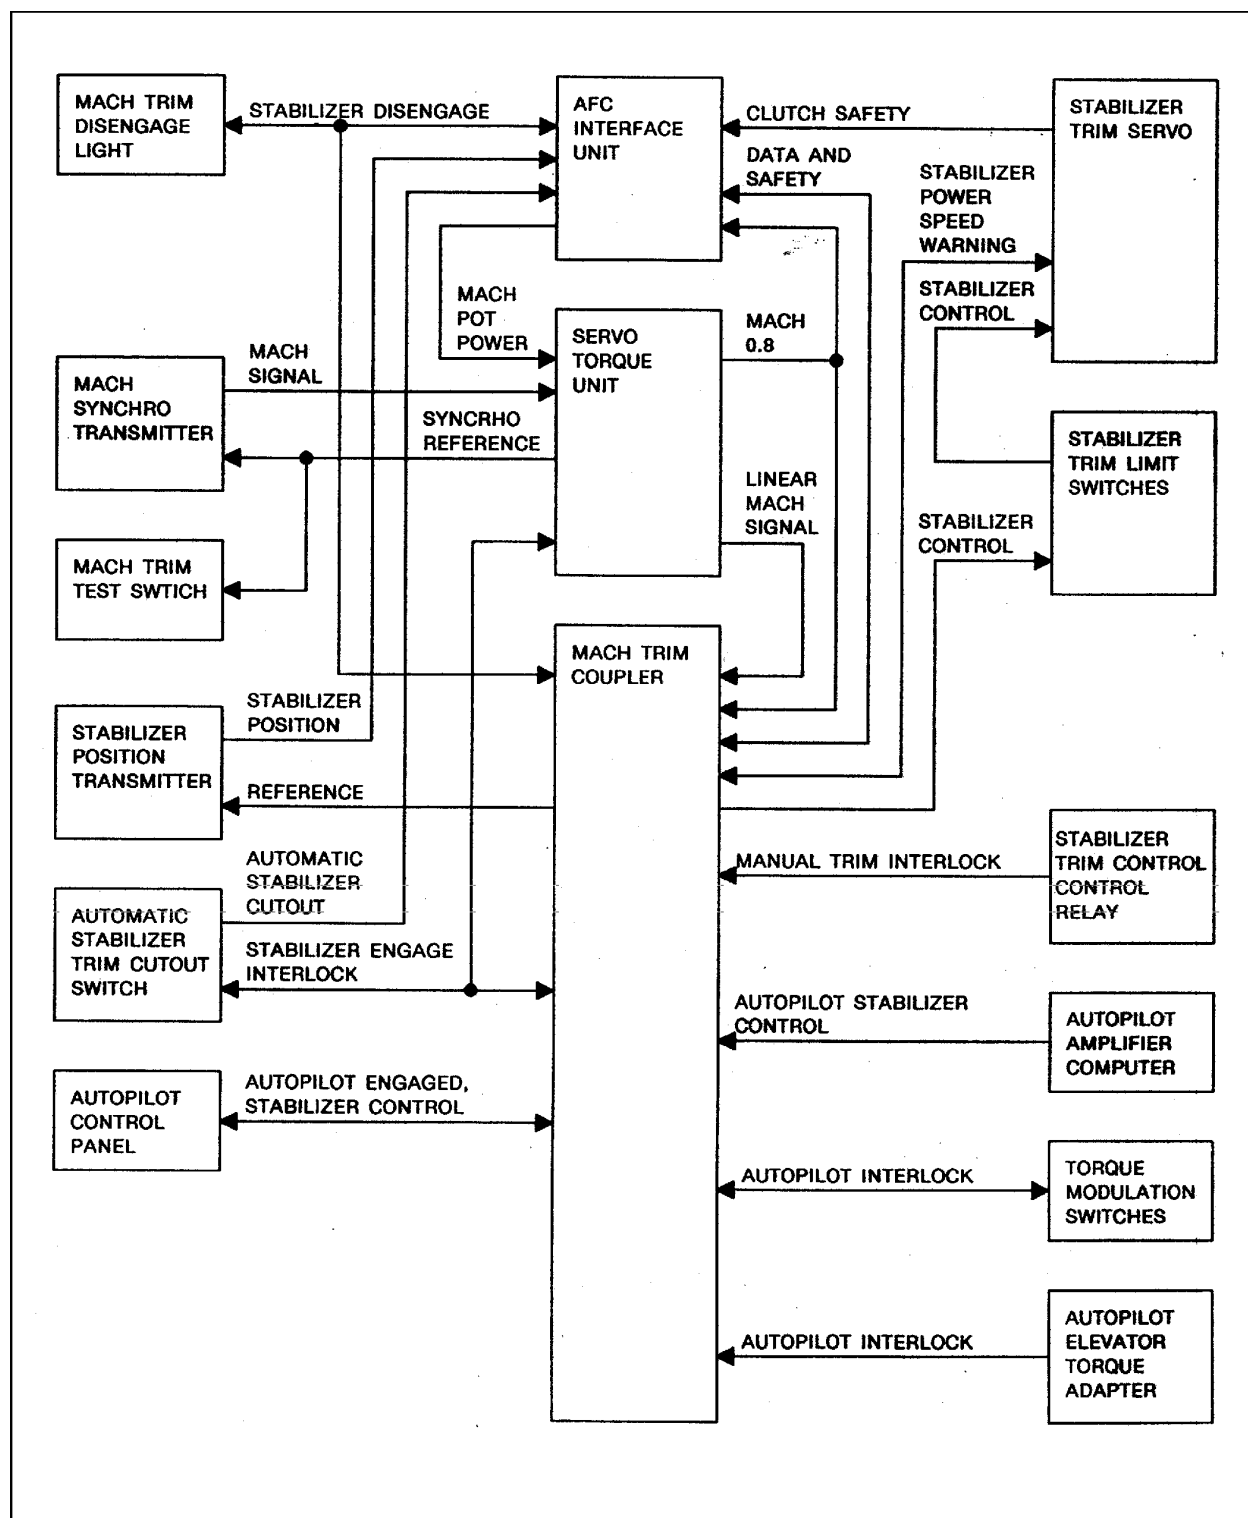 MACH TRIM
DISENGAGE
LIGHT
STABILIZER DISENGAGE
AFC
INTERFACE
UNIT
CLUTCH SAFETY
DATA AND
SAFETY
STABILIZER
TRIM SERVO
STABILIZER
POWER
SPEED
WARNING
STABILIZER
CONTROL
MACH
POT
POWER
SERVO
TORQUE
UNIT
MACH
0.8
MACH
SIGNAL
MACH
SYNCHRO
TRANSMITTER
SYNCRHO
REFERENCE
LINEAR
MACH
SIGNAL
STABILIZER
TRIM LIMIT
SWITCHES
STABILIZER
CONTROL
MACH TRIM
TEST SWTICH
MACH TRIM
COUPLER
STABILIZER
POSITION
STABILIZER
POSITION
TRANSMITTER
REFERENCE
AUTOMATIC
STABILIZER
CUTOUT
MANUAL TRIM INTERLOCK
STABILIZER
TRIM CONTROL
CONTROL
RELAY
AUTOMATIC
STABILIZER
TRIM CUTOUT
SWITCH
STABILIZER ENGAGE
INTERLOCK
AUTOPILOT STABILIZER
CONTROL
AUTOPILOT
AMPLIFIER
COMPUTER
AUTOPILOT
CONTROL
PANEL
AUTOPILOT ENGAGED,
STABILIZER CONTROL
AUTOPILOT INTERLOCK
TORQUE
MODULATION
SWITCHES
AUTOPILOT INTERLOCK
AUTOPILOT
ELEVATOR
TORQUE
ADAPTER